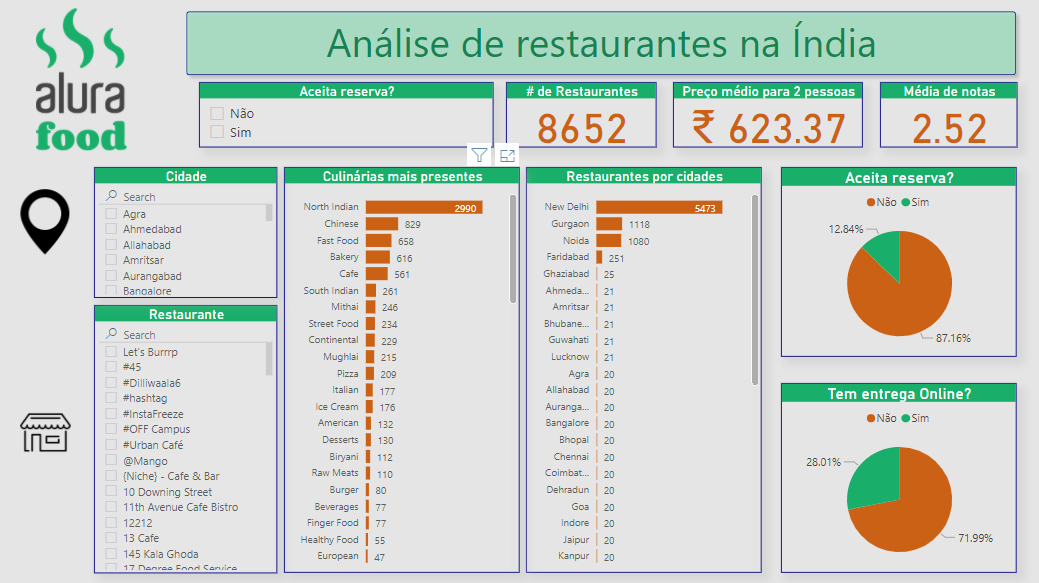 alura
food
Análise de restaurantes na Índia
Aceita reserva?
Não
Sim
# de Restaurantes
8652
Preço médio para 2 pessoas
₹ 623.37
Média de notas
2.52
Cidade
Search
Agra
Ahmedabad
Allahabad
Amritsar
Aurangabad
Bangalore
Restaurante
Search
Let's Burrrp
#45
#Dilliwaala6
#hashtag
#InstaFreeze
#OFF Campus
#Urban Café
@Mango
{Niche} - Cafe & Bar
10 Downing Street
11th Avenue Cafe Bistro
12212
13 Cafe
145 Kala Ghoda
17 Degree Food Service
Culinárias mais presentes
North Indian 2990
Chinese 829
Fast Food 658
Bakery 616
Cafe 561
South Indian 261
Mithai 246
Street Food 234
Continental 229
Mughlai 215
Pizza 209
Italian 177
Ice Cream 176
American 132
Desserts 130
Biryani 112
Raw Meats 110
Burger 80
Beverages 77
Finger Food 77
Healthy Food 55
European 47
Restaurantes por cidades
New Delhi 5473
Gurgaon 1118
Noida 1080
Faridabad 251
Ghaziabad 25
Ahmeda... 21
Amritsar 21
Bhubane... 21
Guwahati 21
Lucknow 21
Agra 20
Allahabad 20
Auranga... 20
Bangalore 20
Bhopal 20
Chennai 20
Coimbat... 20
Dehradun 20
Goa 20
Indore 20
Jaipur 20
Kanpur 20
Aceita reserva?
Não Sim
12.84%
87.16%
Tem entrega Online?
Não Sim
28.01%
71.99%